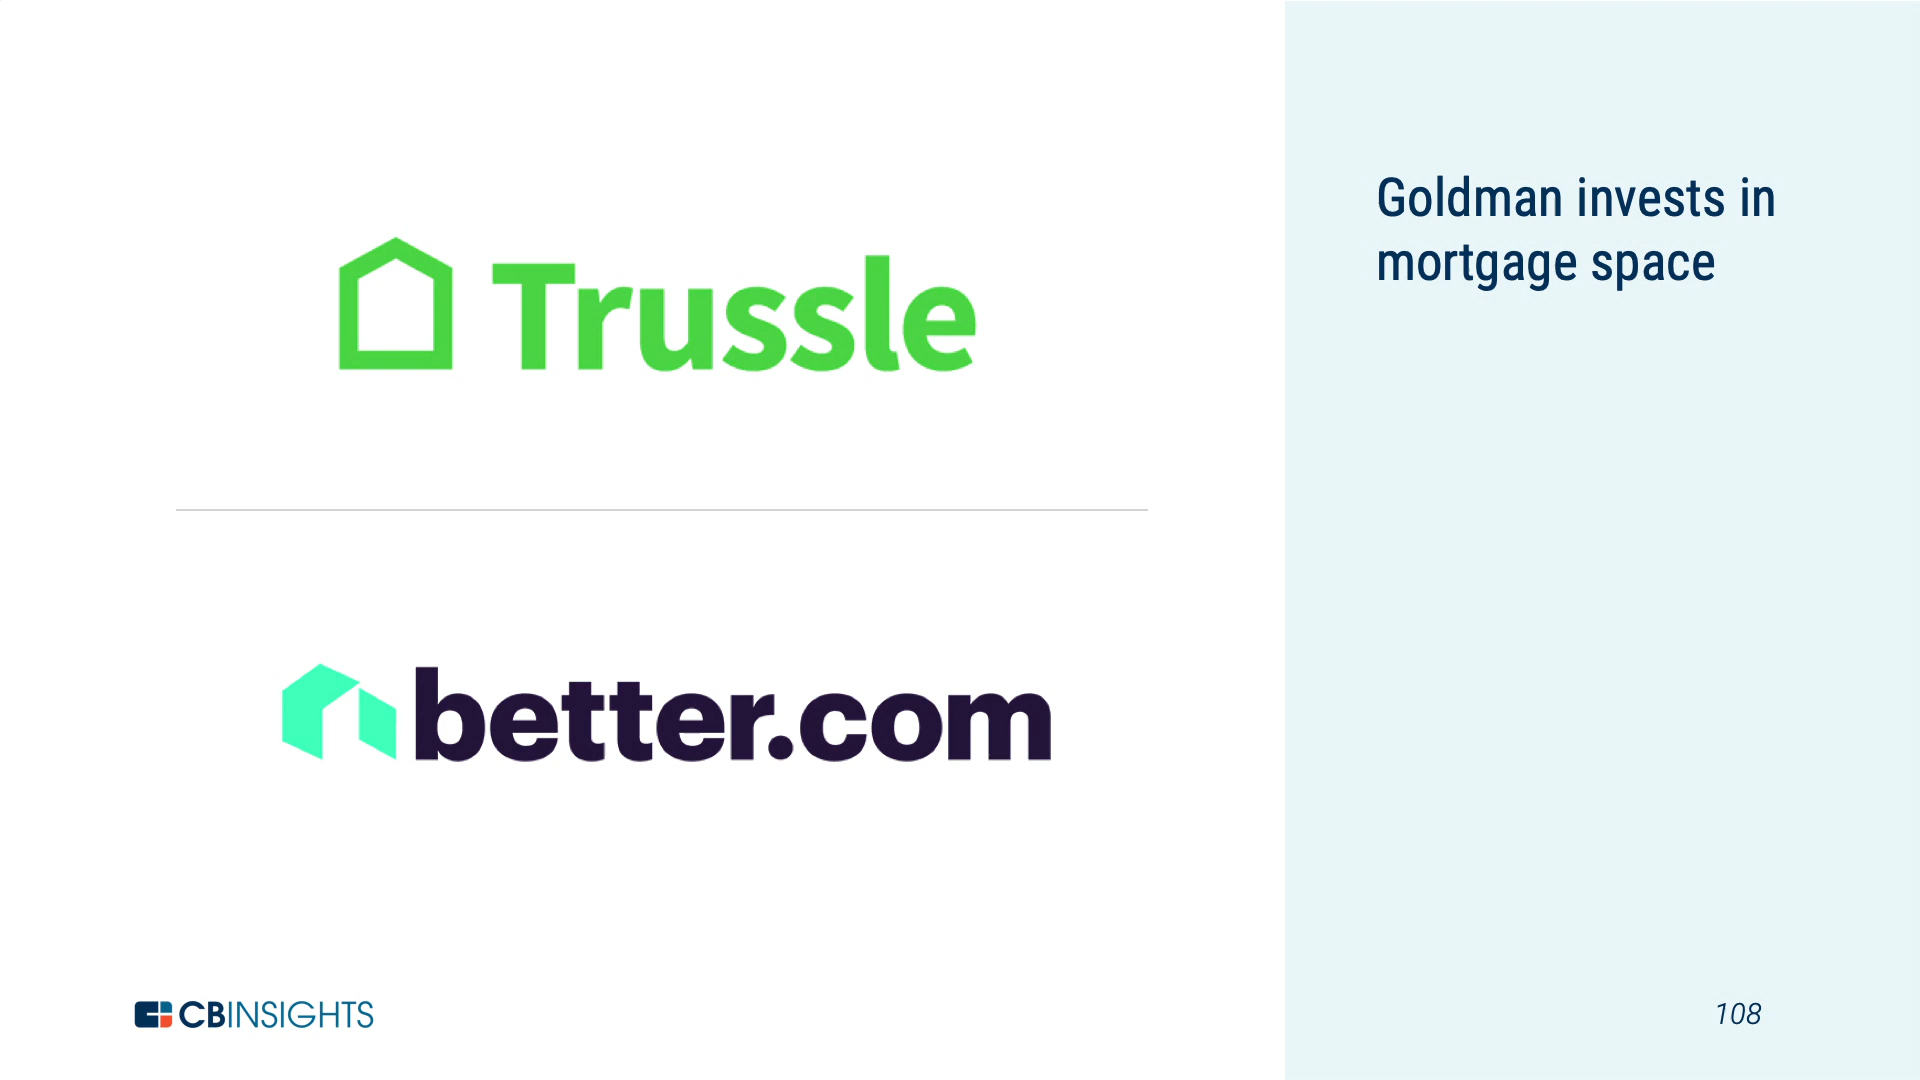 Trussle
better.com
Goldman invests in
mortgage space
CBINSIGHTS
108